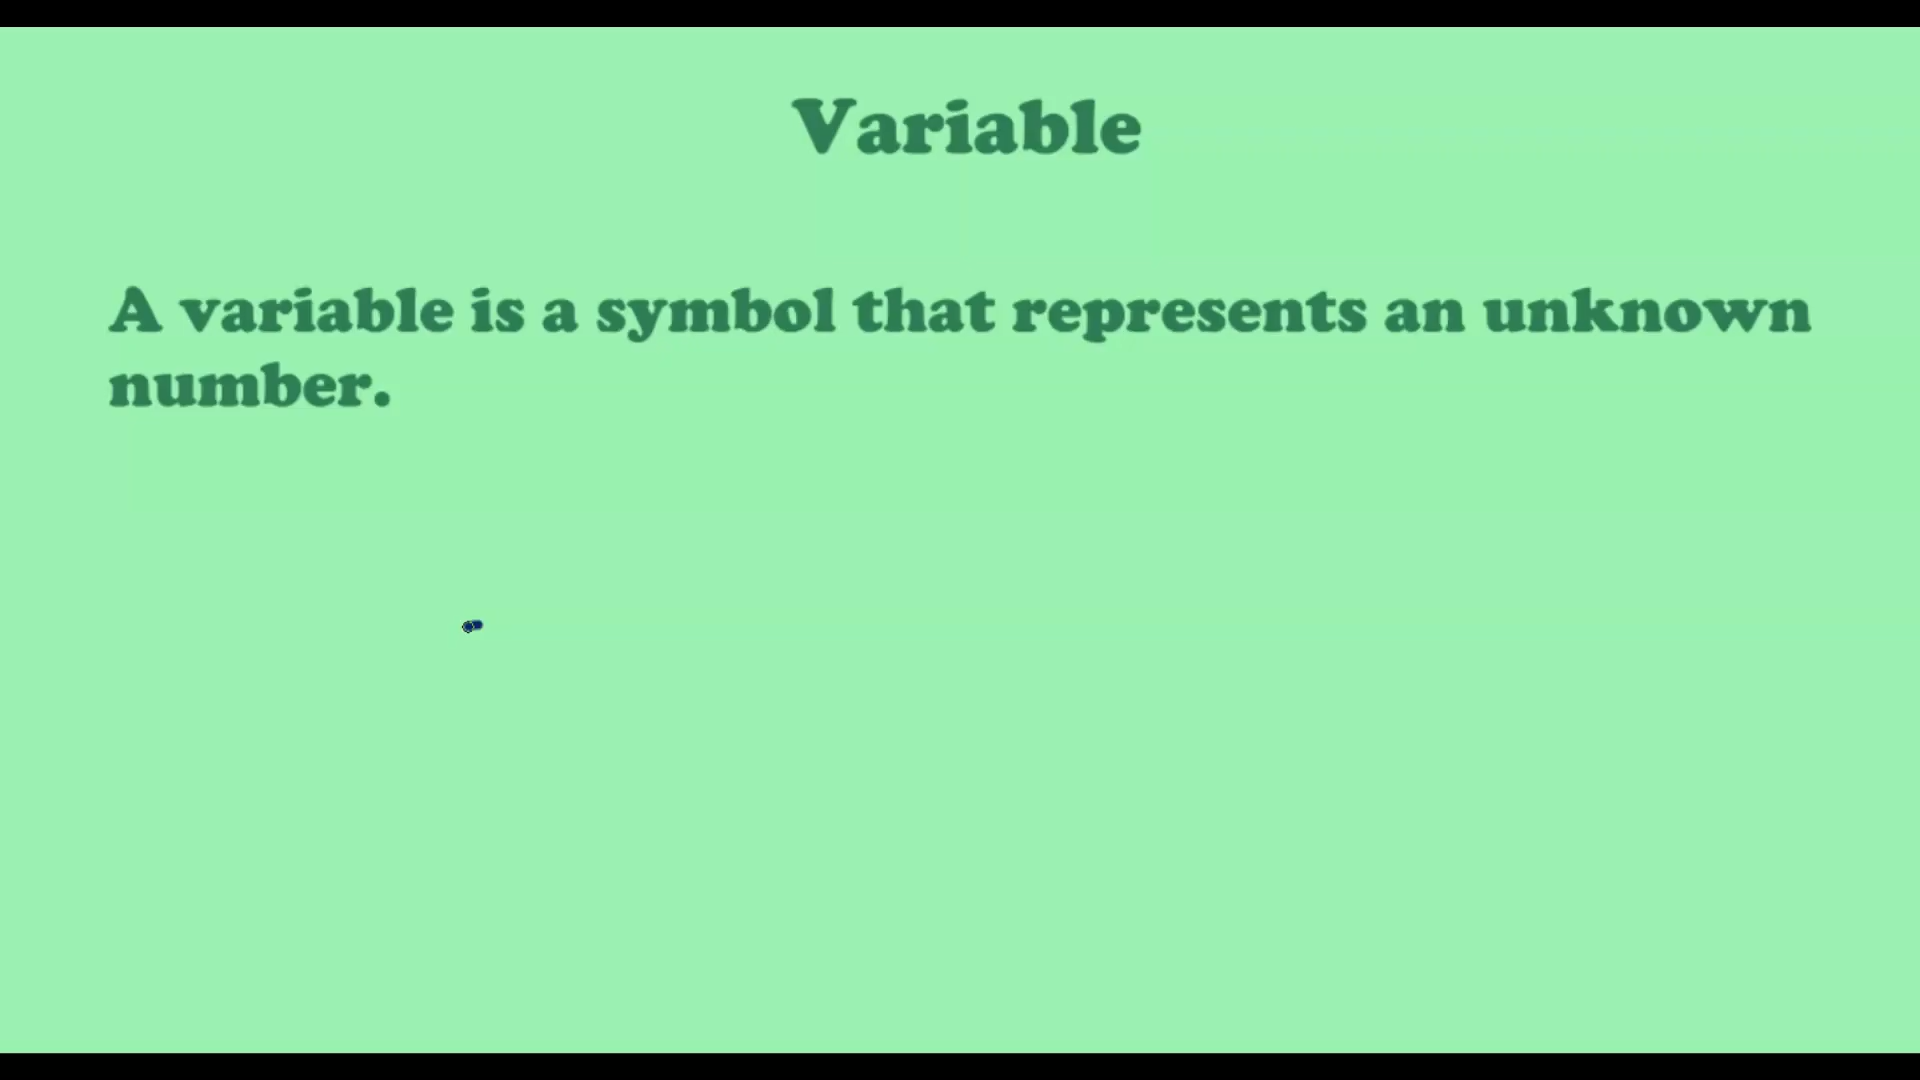 Variable
A variable is a symbol that represents an unknown
number.